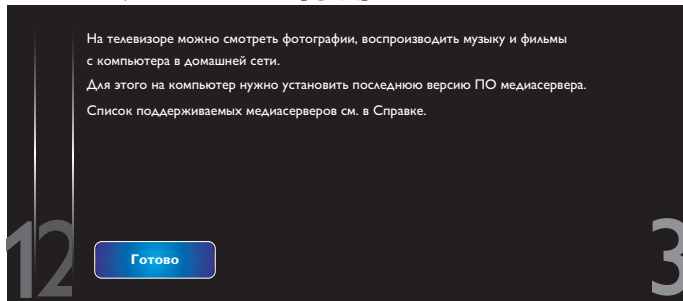 На телевизоре можно смотреть фотографии, воспроизводить музыку и фильмы
с компьютера в домашней сети.
Для этого на компьютер нужно установить последнюю версию ПО медиасервера.
Список поддерживаемых медиасерверов см. в Справке.
12
Готово
3